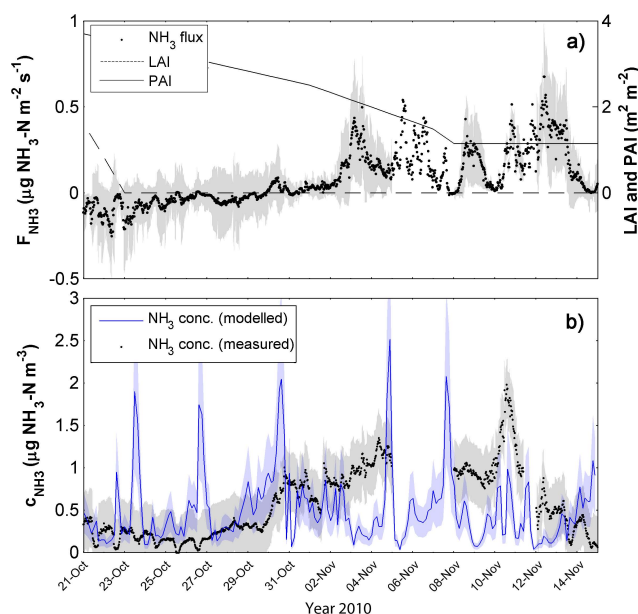 1
4
NH3 flux
LAI
PAI
a)
0.5
2
0
0
-0.5
FNH3 (µg NH3-N m-2 s-1)
LAI and PAI (m2 m-2)
3
NH3 conc. (modelled)
NH3 conc. (measured)
b)
2.5
2
1.5
1
0.5
0
cNH3 (µg NH3-N m-3)
21-Oct
23-Oct
25-Oct
27-Oct
29-Oct
31-Oct
02-Nov
04-Nov
06-Nov
08-Nov
10-Nov
12-Nov
14-Nov
Year 2010